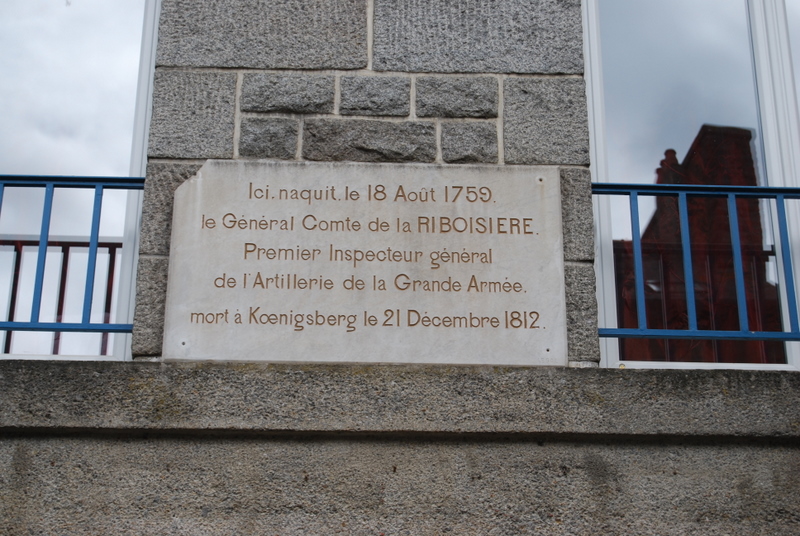 Ici. naquit. le 18 Août 1759.
le Général Comte de la RIBOISIERE.
Premier Inspecteur général
de l'Artillerie de la Grande Armée.
mort à Kœnigsberg le 21 Décembre 1812.